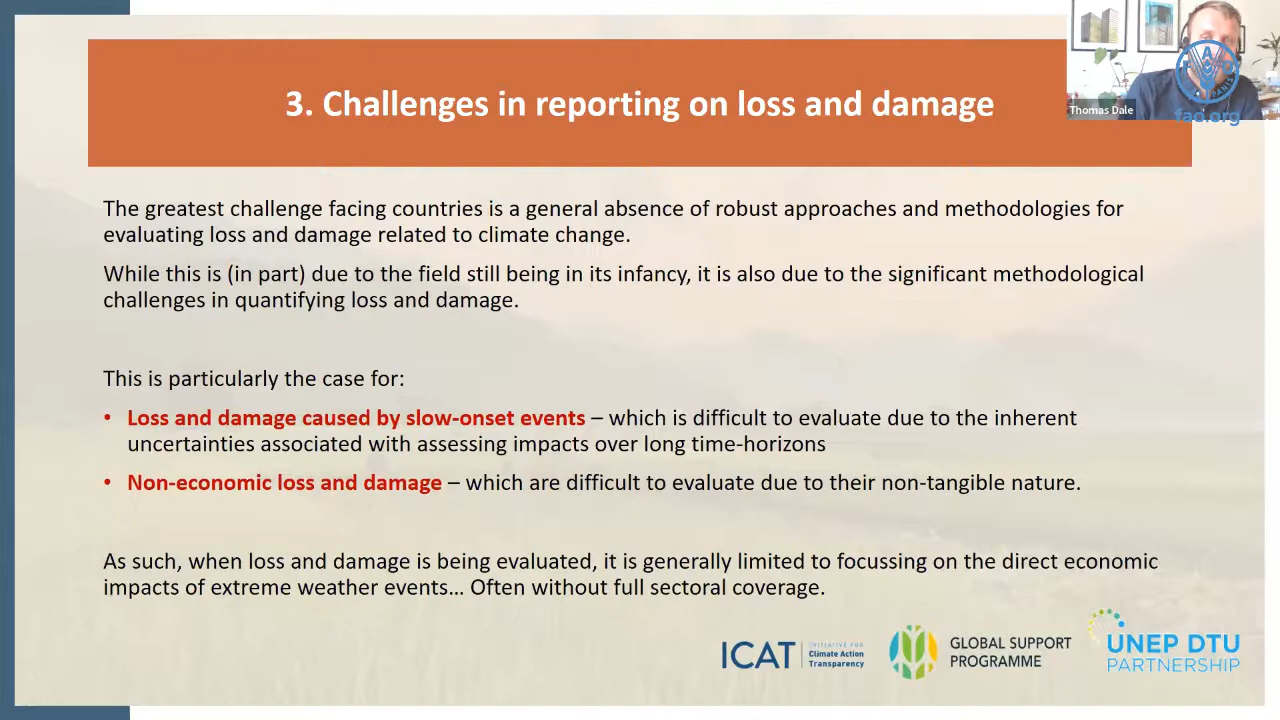 3. Challenges in reporting on loss and damage
Thomas Dale
fao.org
The greatest challenge facing countries is a general absence of robust approaches and methodologies for
evaluating loss and damage related to climate change.
While this is (in part) due to the field still being in its infancy, it is also due to the significant methodological
challenges in quantifying loss and damage.
This is particularly the case for:
• Loss and damage caused by slow-onset events – which is difficult to evaluate due to the inherent
uncertainties associated with assessing impacts over long time-horizons
• Non-economic loss and damage – which are difficult to evaluate due to their non-tangible nature.
As such, when loss and damage is being evaluated, it is generally limited to focussing on the direct economic
impacts of extreme weather events... Often without full sectoral coverage.
ICAT
INITIATIVE FOR
Climate Action
Transparency
GLOBAL SUPPORT
PROGRAMME
UNEP DTU
PARTNERSHIP